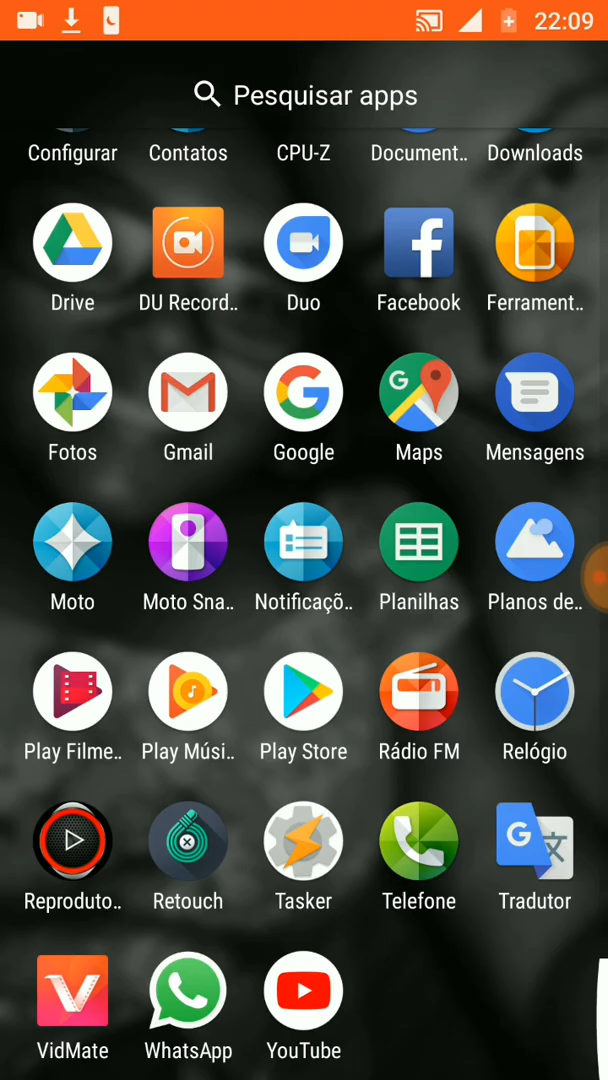 22:09
Pesquisar apps
Configurar Contatos CPU-Z Document.. Downloads
Drive DU Record.. Duo Facebook Ferrament..
Fotos Gmail Google Maps Mensagens
Moto Moto Sna.. Notificaçõ.. Planilhas Planos de..
Play Filme.. Play Músi.. Play Store Rádio FM Relógio
Reproduto.. Retouch Tasker Telefone Tradutor
VidMate WhatsApp YouTube